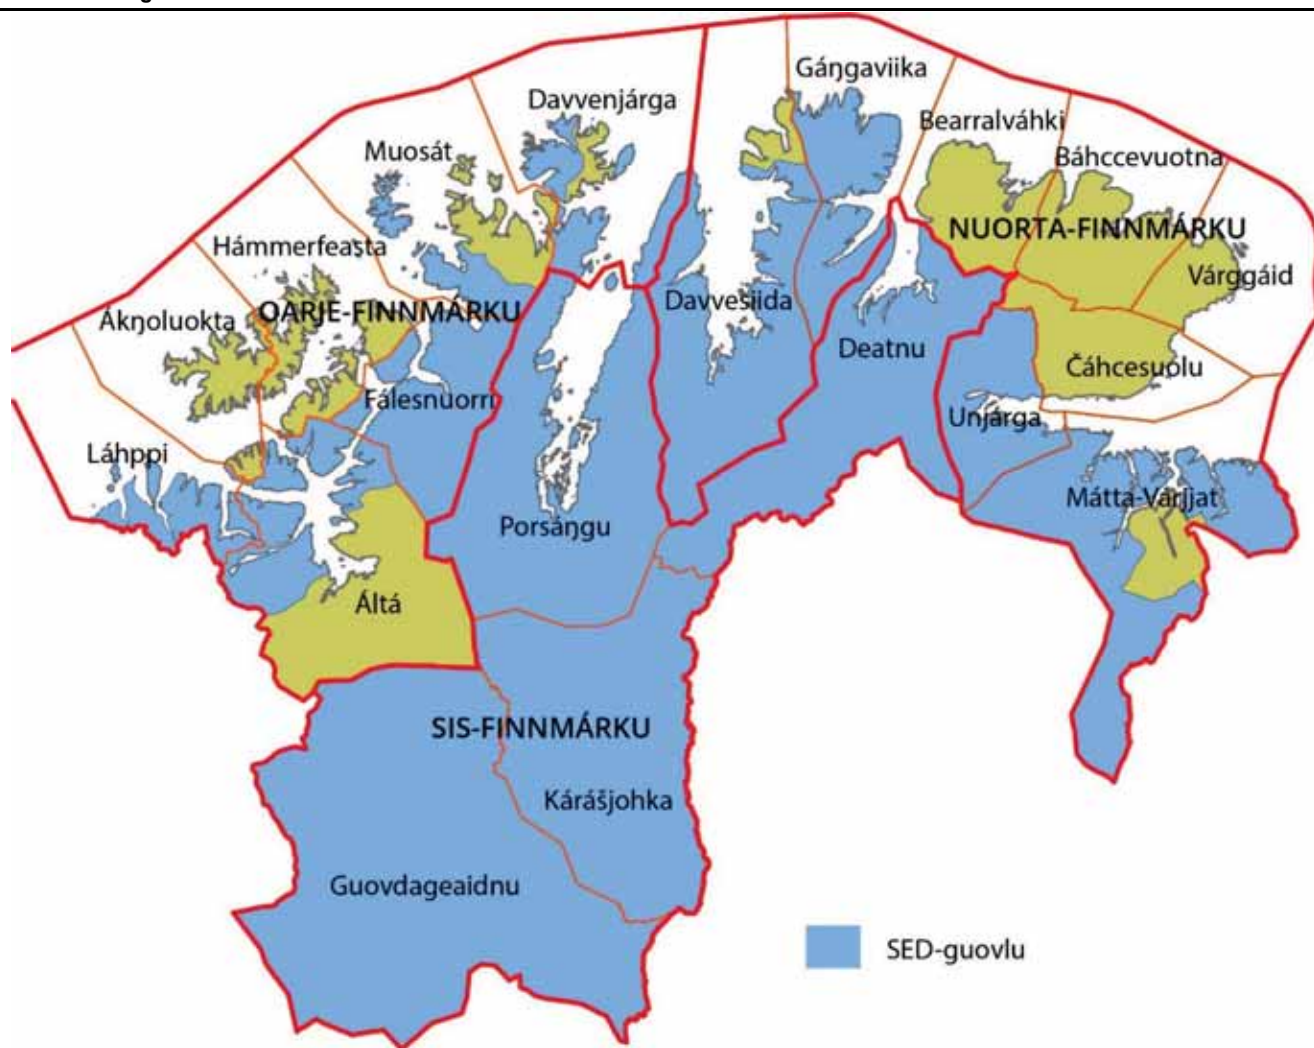 Gáŋgaviika
Davvenjárga
Bearralváhki
Muosát
Báhccevuotna
NUORTA-FINNMÁRKU
Hámmerfeasta
Várggáid
Davvesiida
Ákŋoluokta
OARJE-FINNMÁRKU
Deatnu
Čáhcesuolu
Fálesnuorri
Unjárga
Láhppi
Mátta-Várjjat
Porsáŋgu
Áltá
SIS-FINNMÁRKU
Kárášjohka
Guovdageaidnu
SED-guovlu